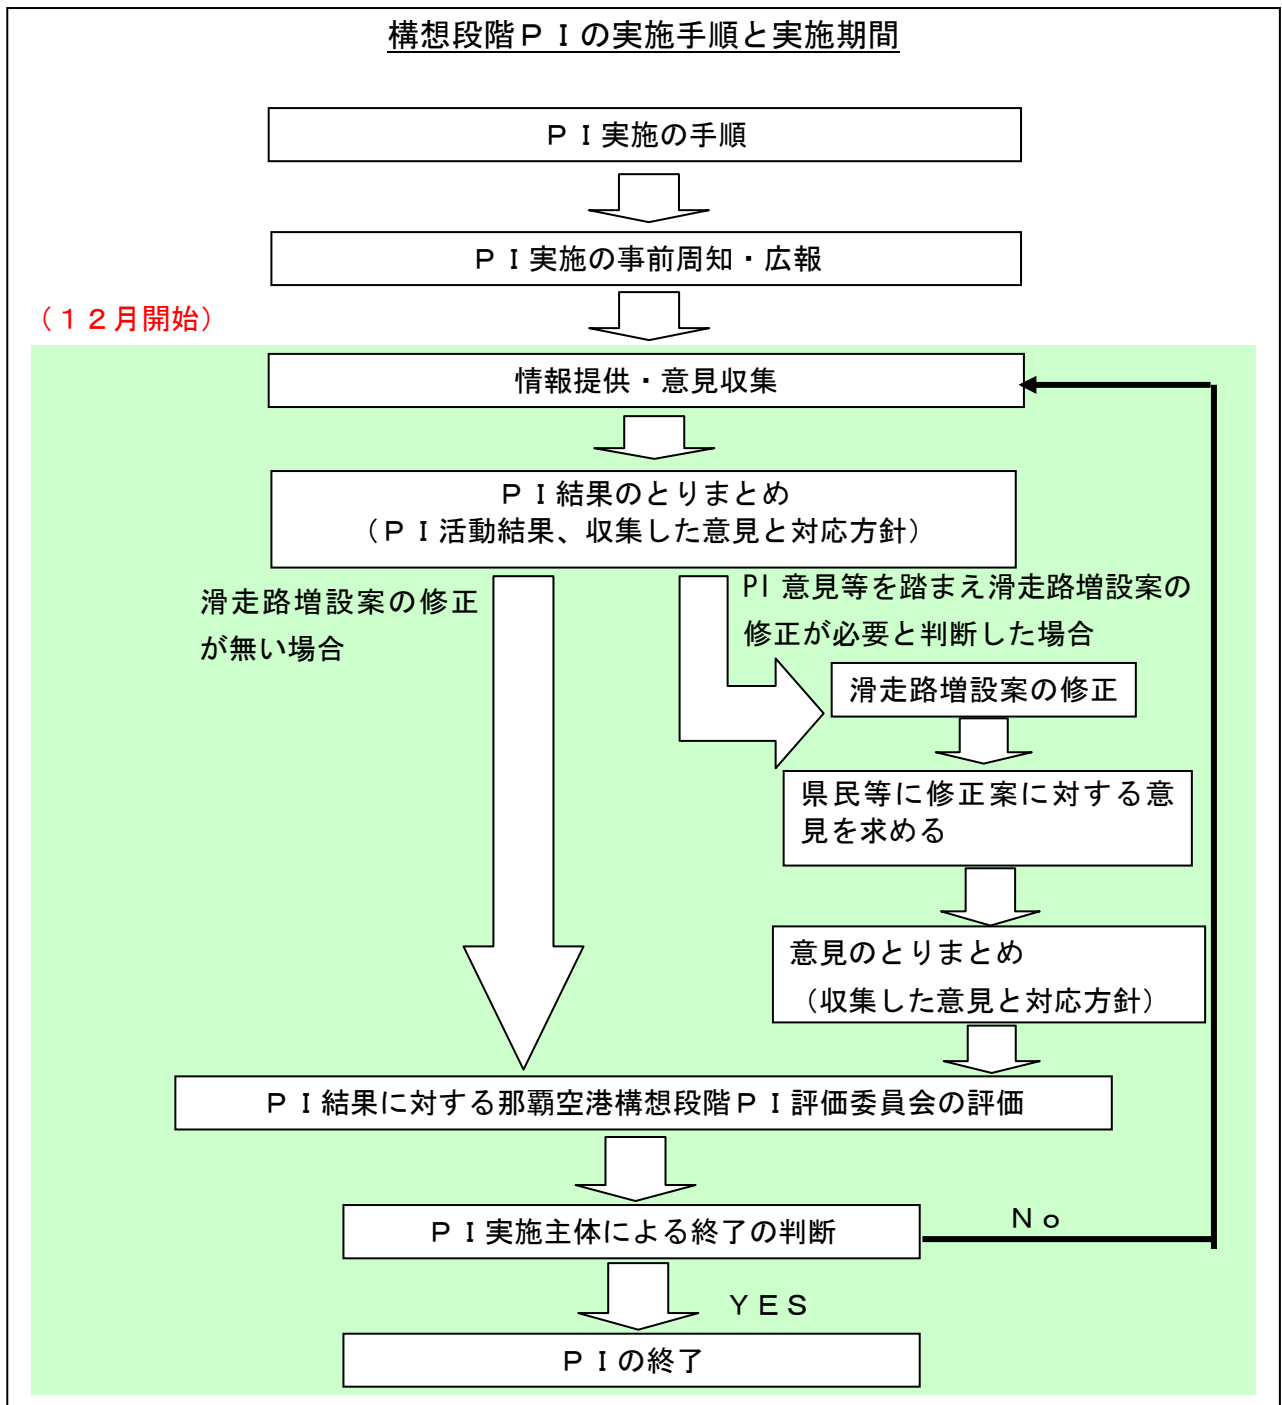 構想段階ＰＩの実施手順と実施期間
ＰＩ実施の手順
ＰＩ実施の事前周知・広報
（１２月開始）
情報提供・意見収集
ＰＩ結果のとりまとめ
（ＰＩ活動結果、収集した意見と対応方針）
滑走路増設案の修正
が無い場合
PI 意見等を踏まえ滑走路増設案の
修正が必要と判断した場合
滑走路増設案の修正
県民等に修正案に対する意
見を求める
意見のとりまとめ
（収集した意見と対応方針）
ＰＩ結果に対する那覇空港構想段階ＰＩ評価委員会の評価
ＰＩ実施主体による終了の判断
Ｎｏ
ＹＥＳ
ＰＩの終了